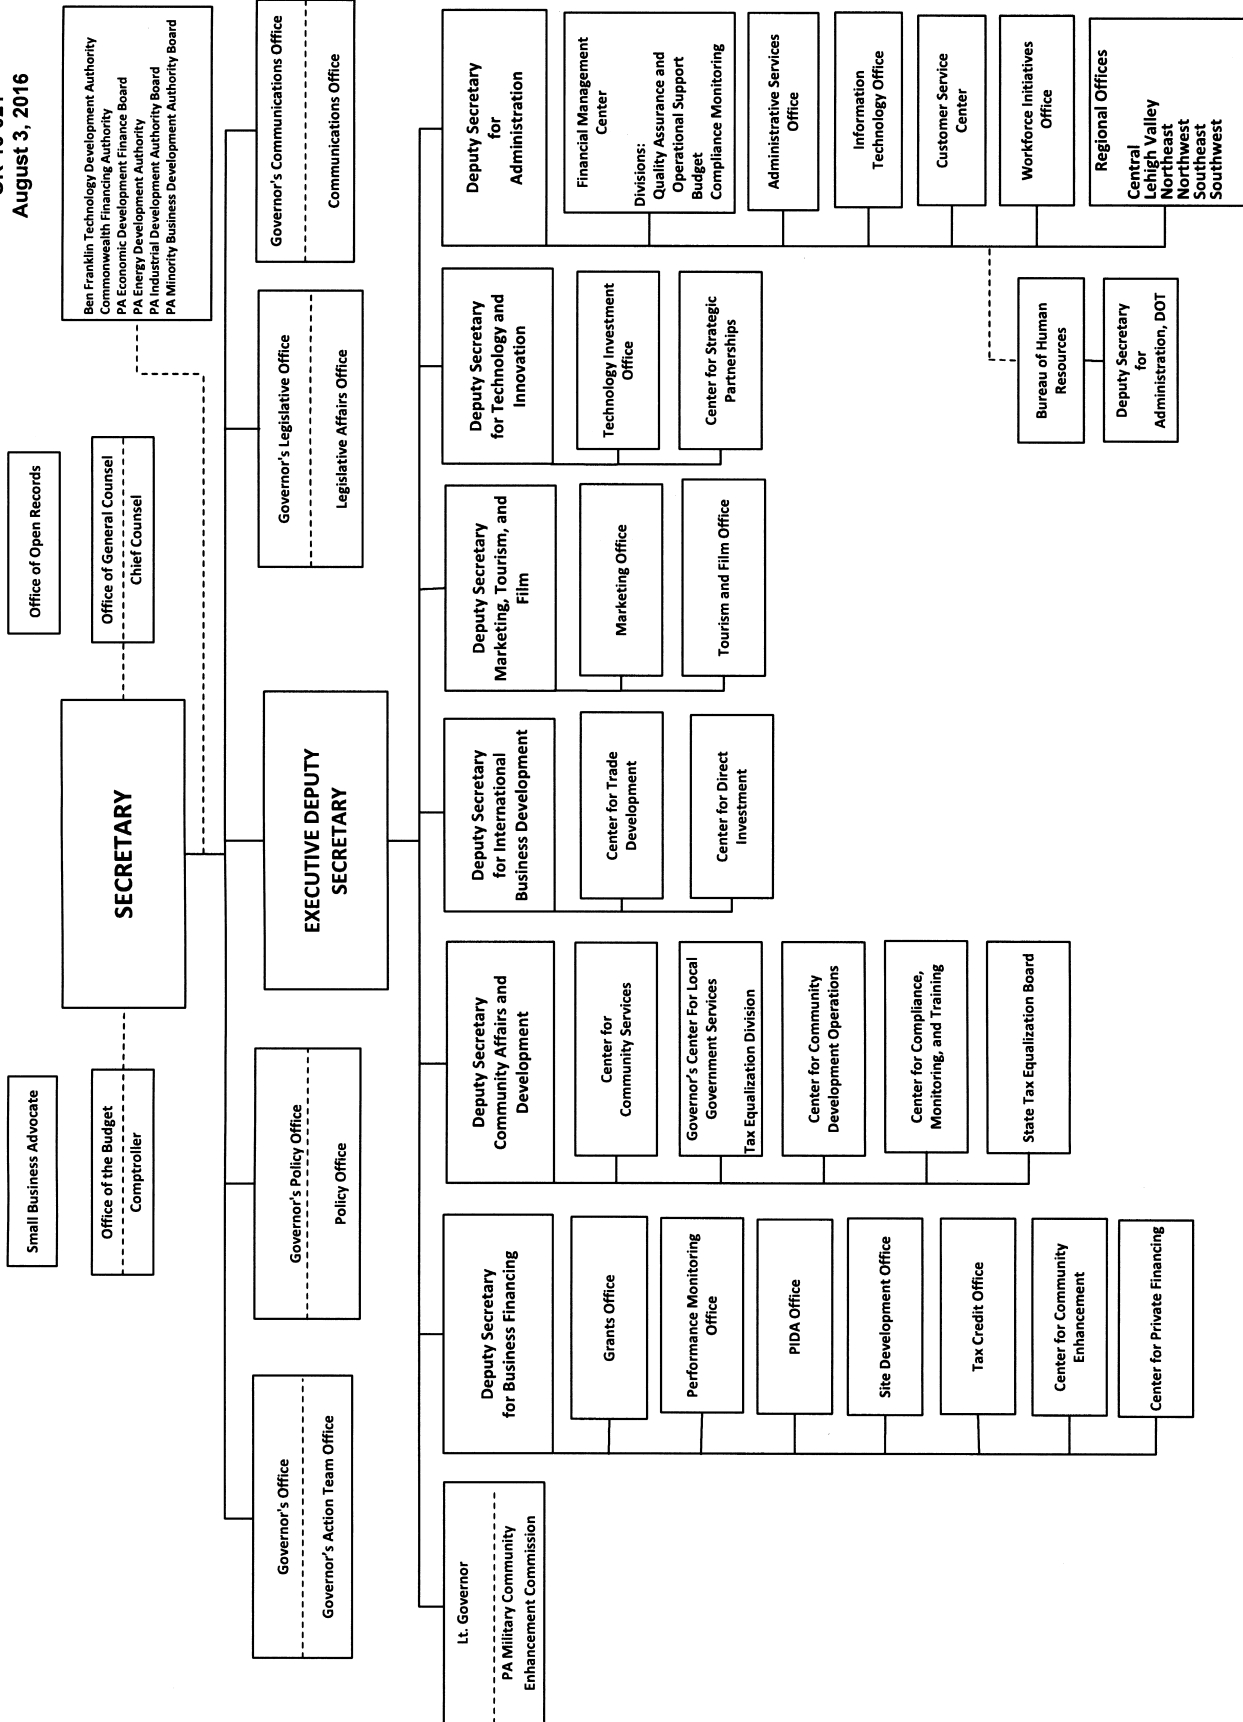 August 3, 2016
Small Business Advocate
Office of Open Records
Office of the Budget
Comptroller
SECRETARY
Office of General Counsel
Chief Counsel
Ben Franklin Technology Development Authority
Commonwealth Financing Authority
PA Economic Development Finance Board
PA Energy Development Authority
PA Industrial Development Authority Board
PA Minority Business Development Authority Board
Governor's Office
Governor's Action Team Office
Governor's Policy Office
Policy Office
EXECUTIVE DEPUTY
SECRETARY
Governor's Legislative Office
Legislative Affairs Office
Governor's Communications Office
Communications Office
Lt. Governor
PA Military Community
Enhancement Commission
Deputy Secretary
for Business Financing
Grants Office
Performance Monitoring
Office
PIDA Office
Site Development Office
Tax Credit Office
Center for Community
Enhancement
Center for Private Financing
Deputy Secretary
Community Affairs and
Development
Center for
Community Services
Governor's Center For Local
Government Services
Tax Equalization Division
Center for Community
Development Operations
Center for Compliance,
Monitoring, and Training
State Tax Equalization Board
Deputy Secretary
for International
Business Development
Center for Trade
Development
Center for Direct
Investment
Deputy Secretary
Marketing, Tourism, and
Film
Marketing Office
Tourism and Film Office
Deputy Secretary
for Technology and
Innovation
Technology Investment
Office
Center for Strategic
Partnerships
Deputy Secretary
for
Administration
Financial Management
Center
Divisions:
Quality Assurance and
Operational Support
Budget
Compliance Monitoring
Administrative Services
Office
Information
Technology Office
Customer Service
Center
Workforce Initiatives
Office
Regional Offices
Central
Lehigh Valley
Northeast
Northwest
Southeast
Southwest
Bureau of Human
Resources
Deputy Secretary
for
Administration, DOT